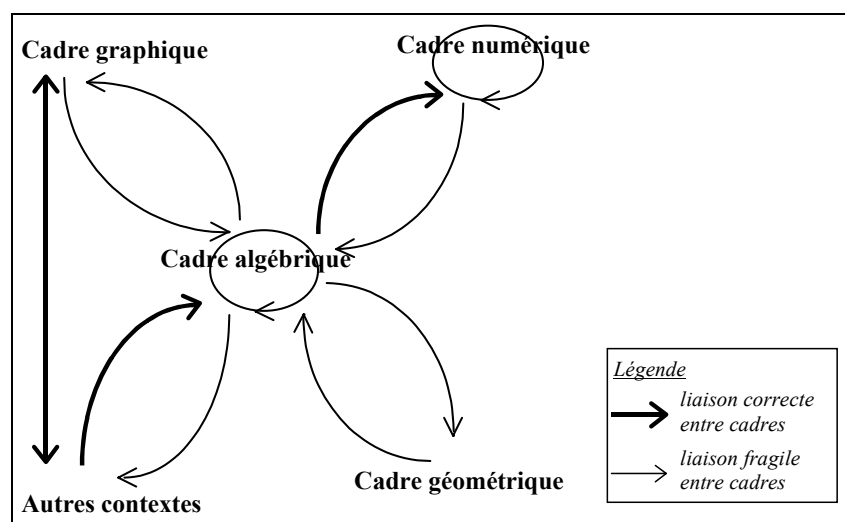 Cadre graphique
Cadre numérique
Cadre algébrique
Autres contextes
Cadre géométrique
Légende
liaison correcte
entre cadres
liaison fragile
entre cadres